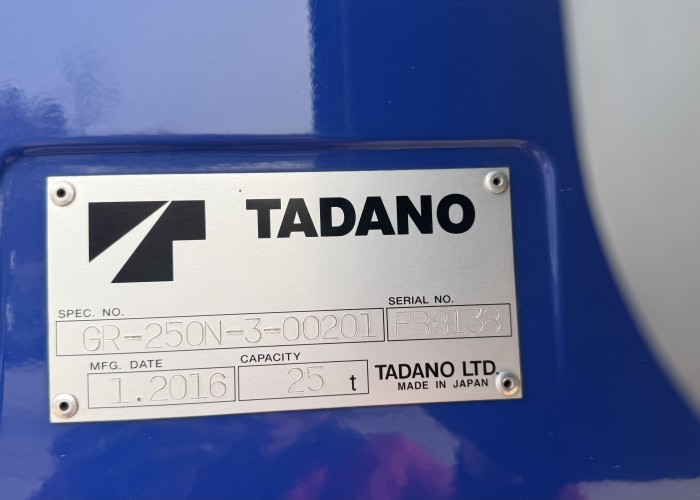 TADANO
SPEC. NO.
GR-250N-3-00201
SERIAL NO.
FB8138
MFG. DATE
1.2016
CAPACITY
25 t
TADANO LTD.
MADE IN JAPAN